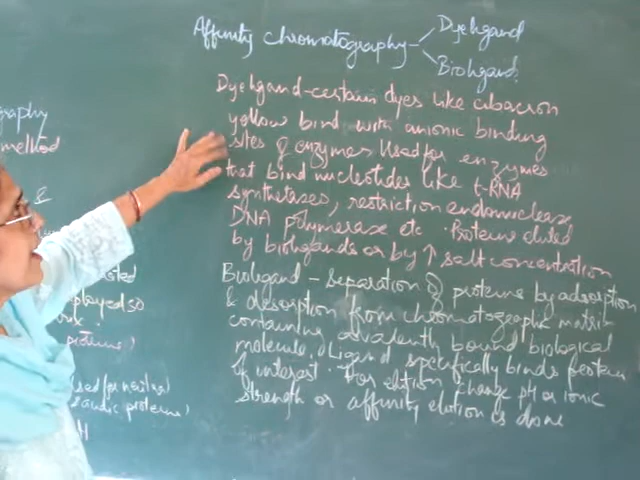 Affinity chromatography
Dyeligand
Bioligand
Dyeligand - certain dyes like cibacron
yellow bind with anionic binding
sites of enzymes. Used for enzymes
that bind nucleotides like t-RNA
synthetases, restriction endonuclease
DNA polymerase etc. Proteins eluted
by bioligands or by ↑ salt concentration
Bioligand - separation of proteins by adsorption
& desorption from chromatographic matrix
containing covalently bound biological
molecule. Ligand specifically binds protein
of interest. For elution change pH or ionic
strength or affinity elution is done
graphy
method
&
ployed so
proteins)
sed for neutral
acidic proteins)